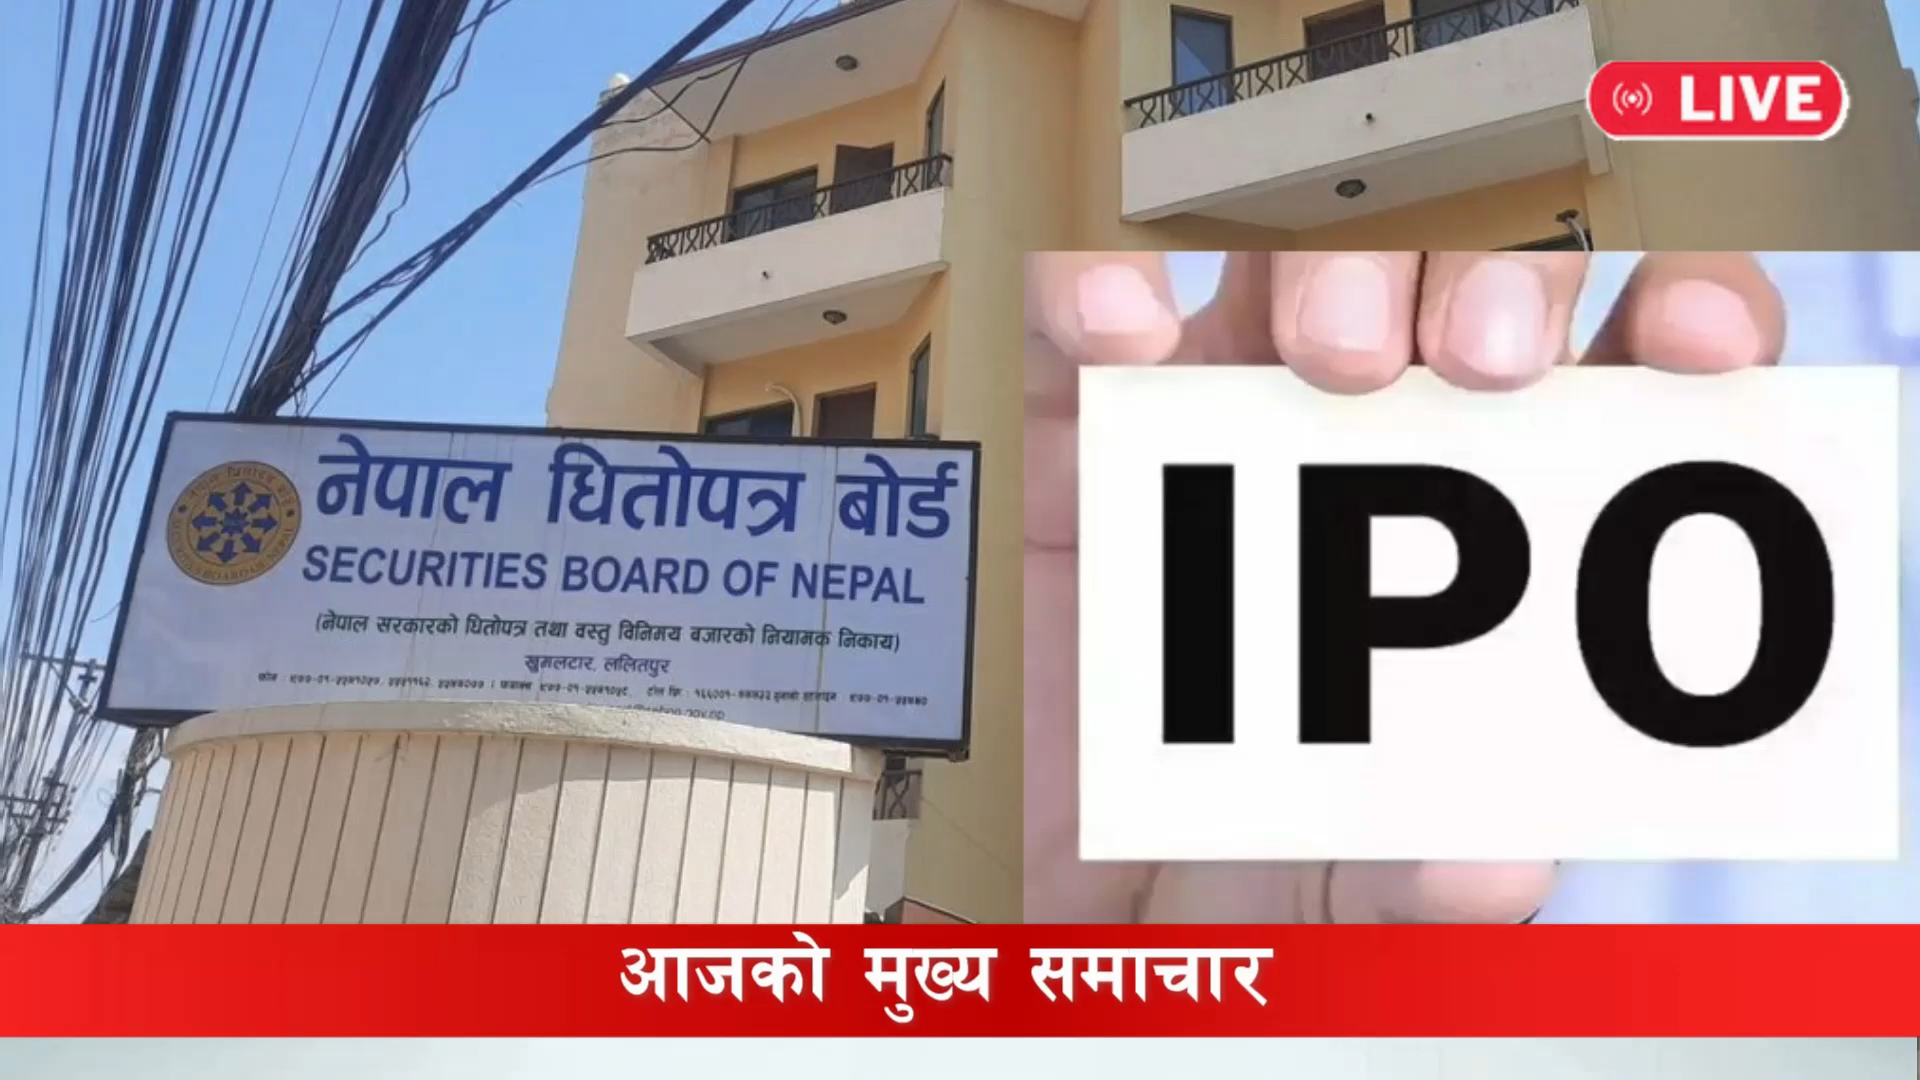 LIVE
नेपाल धितोपत्र बोर्ड
SECURITIES BOARD OF NEPAL
(नेपाल सरकारको धितोपत्र तथा वस्तु विनिमय बजारको नियामक निकाय)
खुमलटार, ललितपुर
IPO
आजको मुख्य समाचार